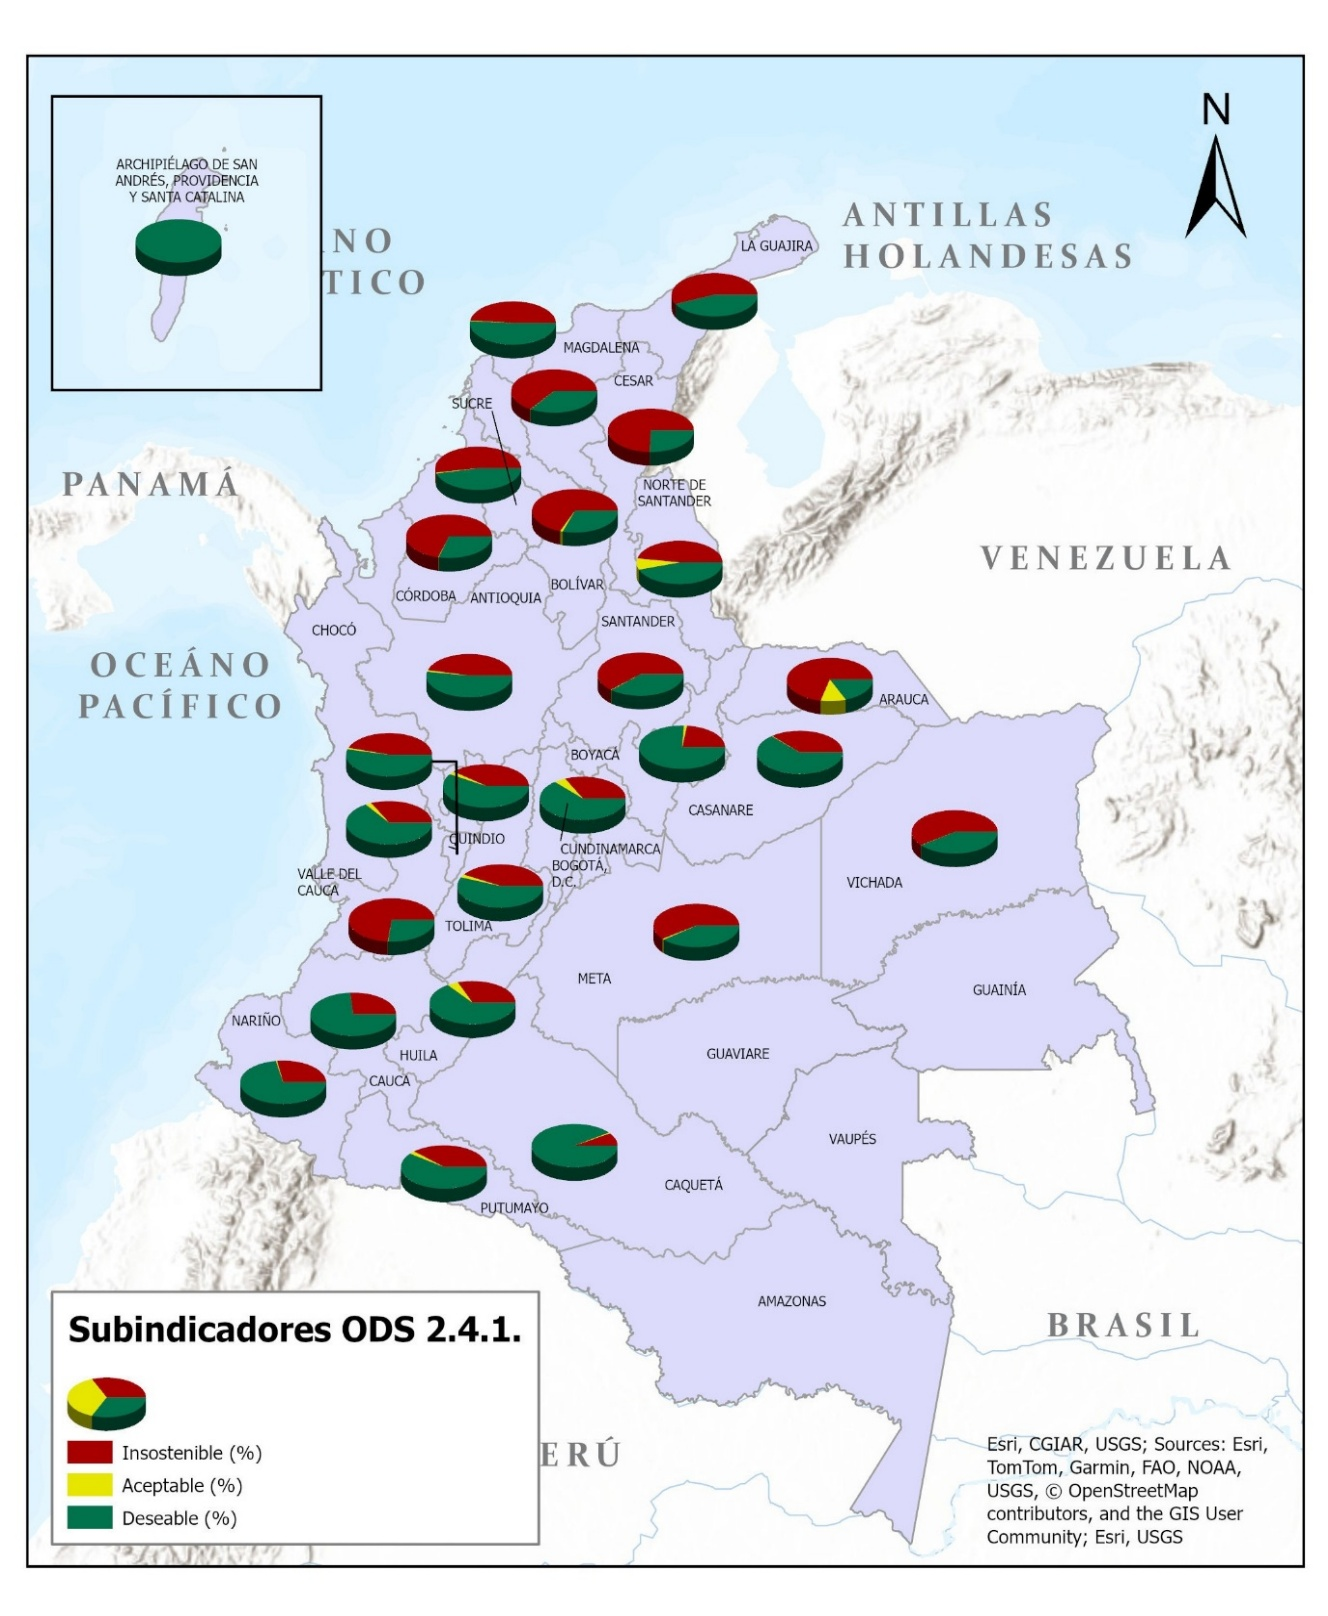 N
ARCHIPIÉLAGO DE SAN
ANDRÉS, PROVIDENCIA
Y SANTA CATALINA
NO
TICO
ANTILLAS
HOLANDESAS
LA GUAJIRA
MAGDALENA
CESAR
SUCRE
PANAMÁ
NORTE DE
SANTANDER
VENEZUELA
BOLÍVAR
CÓRDOBA
ANTIOQUIA
SANTANDER
CHOCÓ
OCEÁNO
PACÍFICO
ARAUCA
BOYACÁ
CASANARE
QUINDIO
CUNDINAMARCA
BOGOTÁ,
D.C.
VALLE DEL
CAUCA
VICHADA
TOLIMA
META
GUAINÍA
NARIÑO
HUILA
GUAVIARE
CAUCA
VAUPÉS
CAQUETÁ
PUTUMAYO
AMAZONAS
BRASIL
ERÚ
Subindicadores ODS 2.4.1.
Insostenible (%)
Aceptable (%)
Deseable (%)
Esri, CGIAR, USGS; Sources: Esri,
TomTom, Garmin, FAO, NOAA,
USGS, © OpenStreetMap
contributors, and the GIS User
Community; Esri, USGS